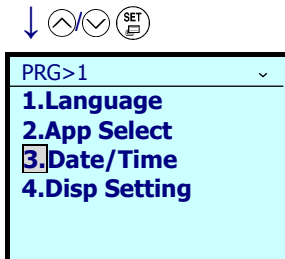 ↓ / SET
PRG>1
1.Language
2.App Select
3.Date/Time
4.Disp Setting